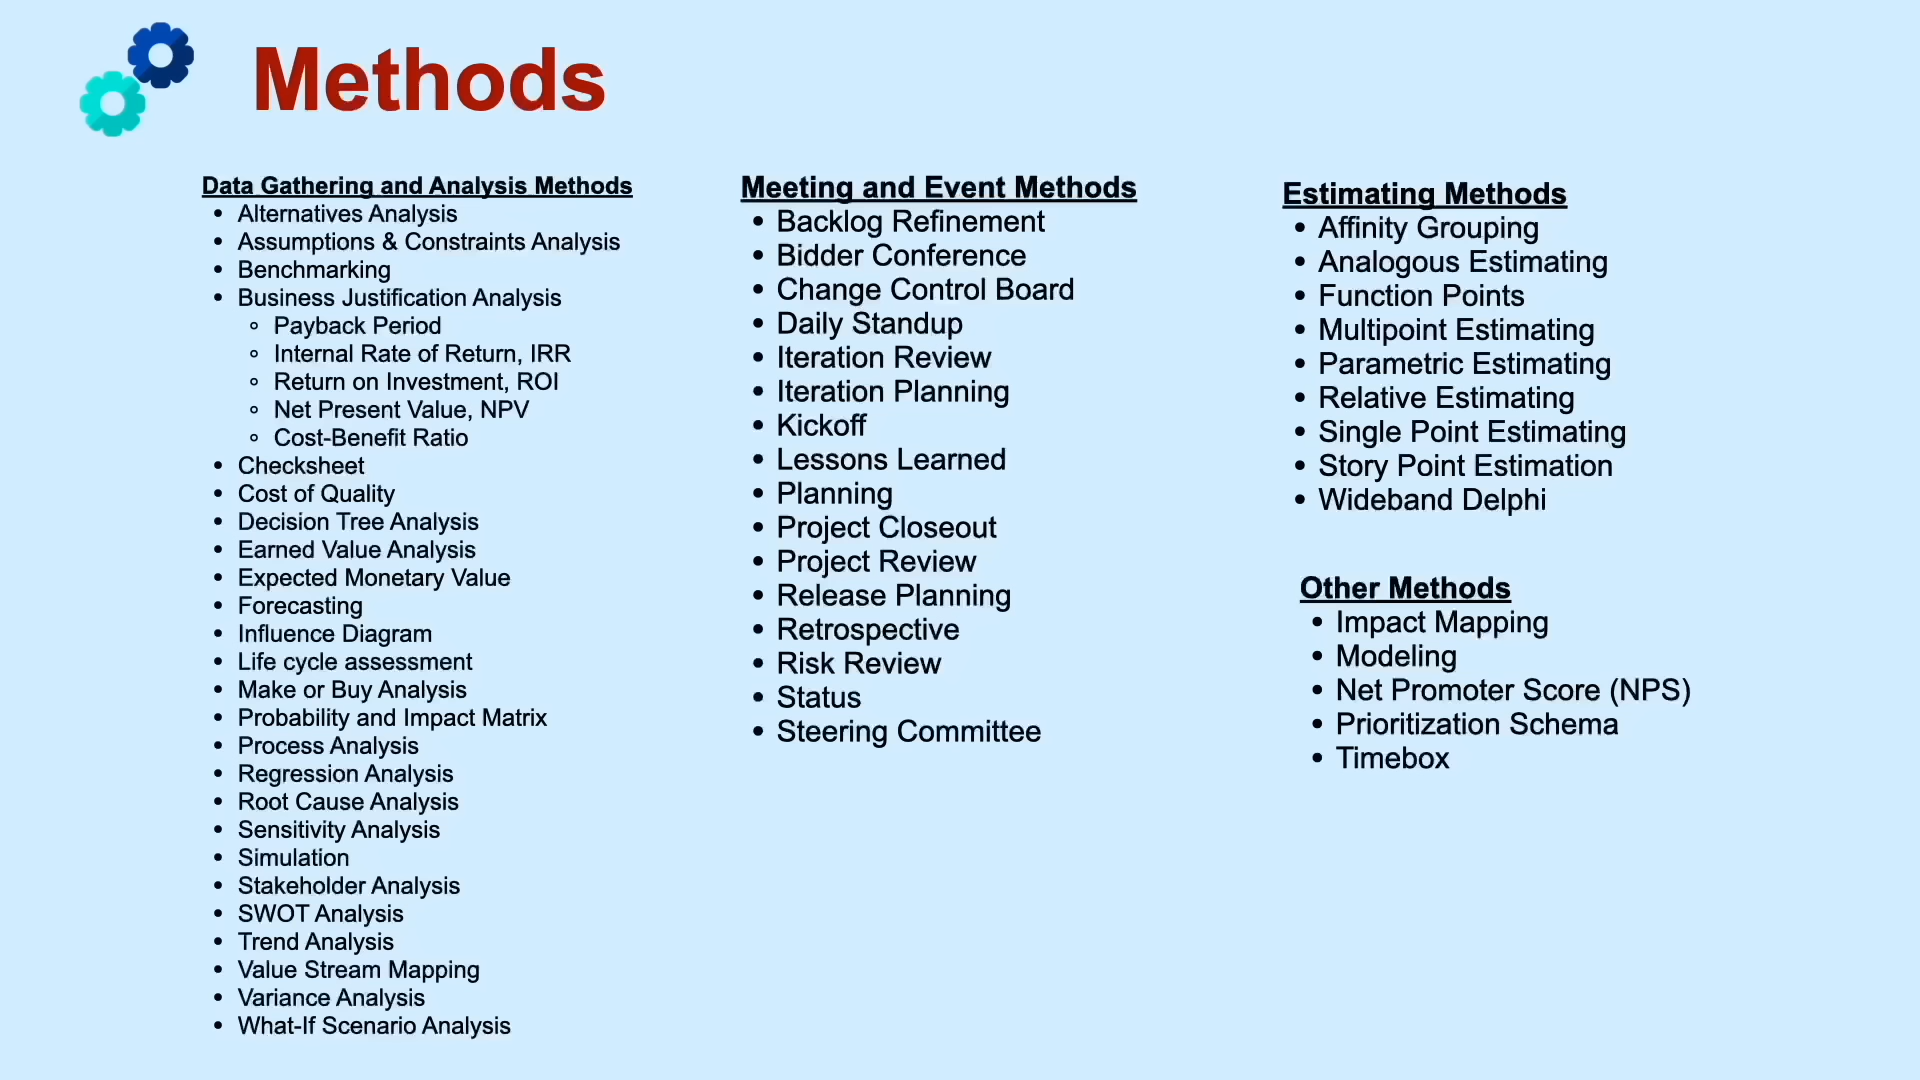 Methods
Data Gathering and Analysis Methods
• Alternatives Analysis
• Assumptions & Constraints Analysis
• Benchmarking
• Business Justification Analysis
◦ Payback Period
◦ Internal Rate of Return, IRR
◦ Return on Investment, ROI
◦ Net Present Value, NPV
◦ Cost-Benefit Ratio
• Checksheet
• Cost of Quality
• Decision Tree Analysis
• Earned Value Analysis
• Expected Monetary Value
• Forecasting
• Influence Diagram
• Life cycle assessment
• Make or Buy Analysis
• Probability and Impact Matrix
• Process Analysis
• Regression Analysis
• Root Cause Analysis
• Sensitivity Analysis
• Simulation
• Stakeholder Analysis
• SWOT Analysis
• Trend Analysis
• Value Stream Mapping
• Variance Analysis
• What-If Scenario Analysis
Meeting and Event Methods
• Backlog Refinement
• Bidder Conference
• Change Control Board
• Daily Standup
• Iteration Review
• Iteration Planning
• Kickoff
• Lessons Learned
• Planning
• Project Closeout
• Project Review
• Release Planning
• Retrospective
• Risk Review
• Status
• Steering Committee
Estimating Methods
• Affinity Grouping
• Analogous Estimating
• Function Points
• Multipoint Estimating
• Parametric Estimating
• Relative Estimating
• Single Point Estimating
• Story Point Estimation
• Wideband Delphi
Other Methods
• Impact Mapping
• Modeling
• Net Promoter Score (NPS)
• Prioritization Schema
• Timebox